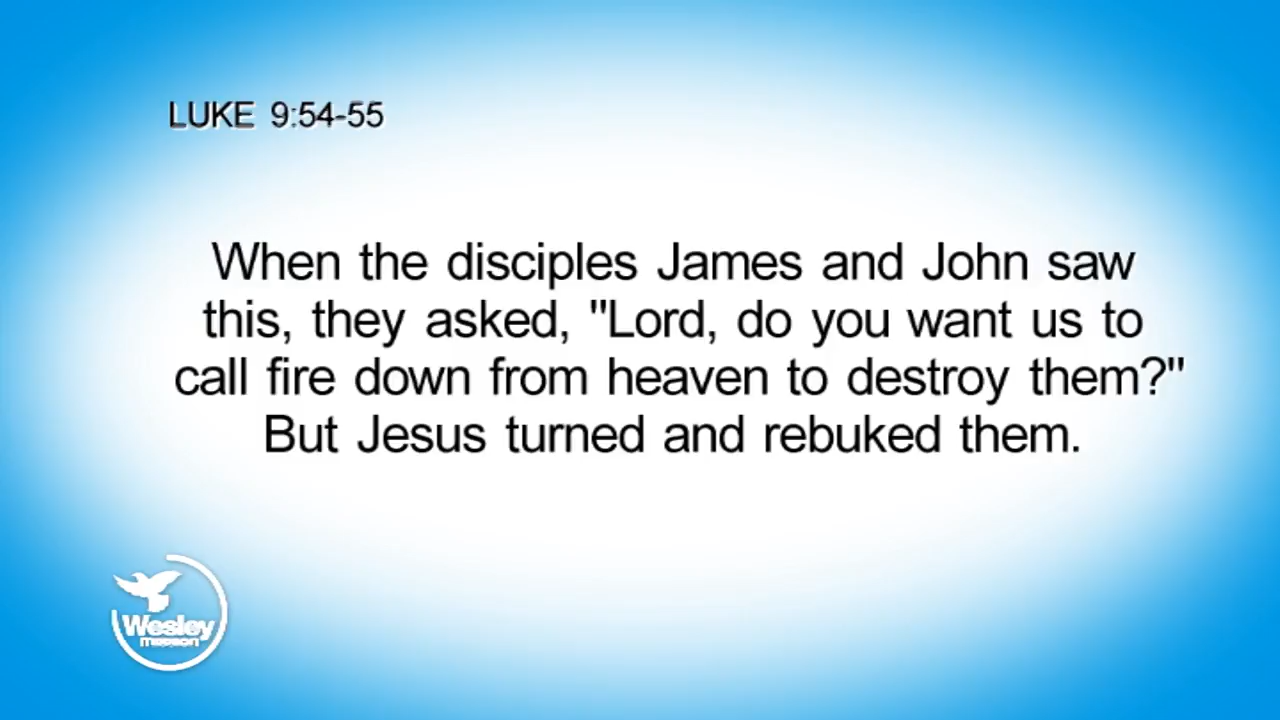 LUKE 9:54-55
When the disciples James and John saw
this, they asked, "Lord, do you want us to
call fire down from heaven to destroy them?"
But Jesus turned and rebuked them.
Wesley
mission